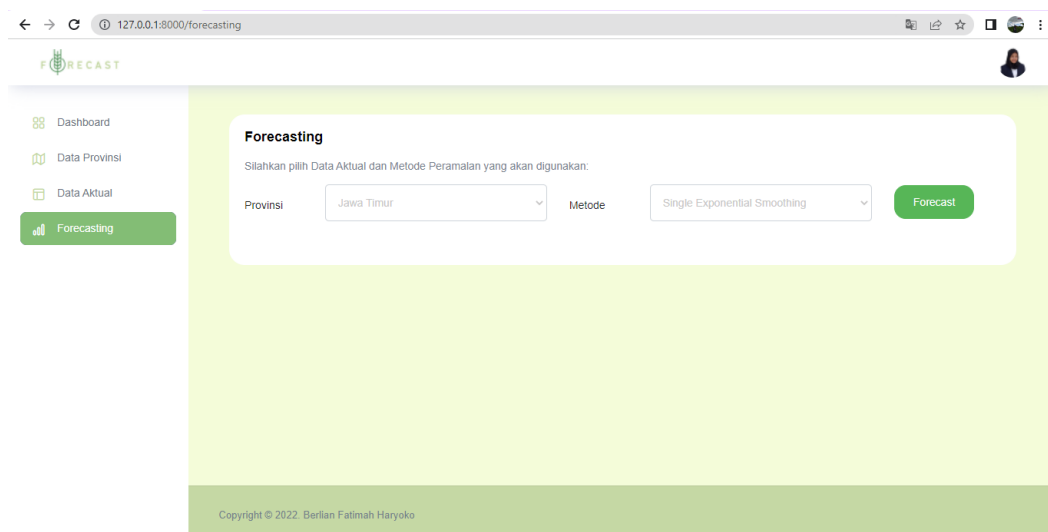 127.0.0.1:8000/forecasting
FORECAST
Dashboard
Data Provinsi
Data Aktual
Forecasting
Forecasting
Silahkan pilih Data Aktual dan Metode Peramalan yang akan digunakan:
Provinsi Jawa Timur Metode Single Exponential Smoothing Forecast
Copyright © 2022. Berlian Fatimah Haryoko